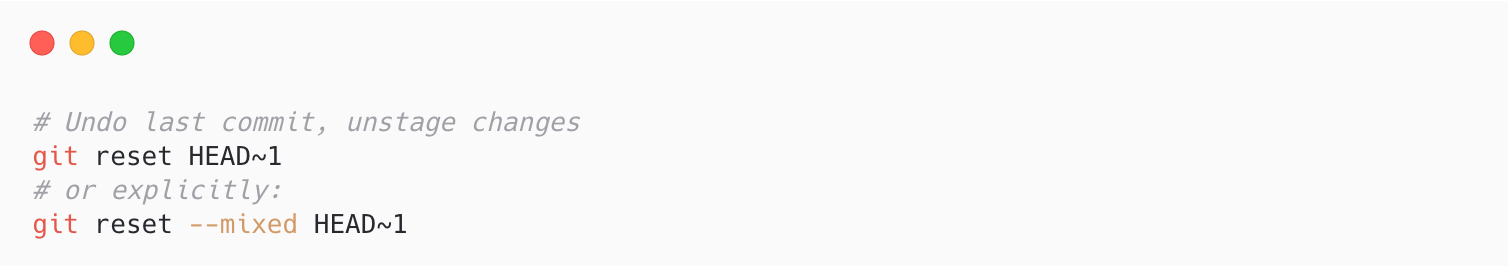 # Undo last commit, unstage changes
git reset HEAD~1
# or explicitly:
git reset --mixed HEAD~1